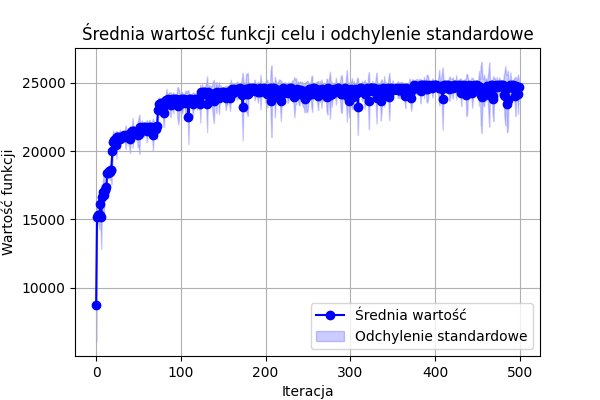 Średnia wartość funkcji celu i odchylenie standardowe
25000
20000
15000
10000
Wartość funkcji
0 100 200 300 400 500
Iteracja
Średnia wartość
Odchylenie standardowe